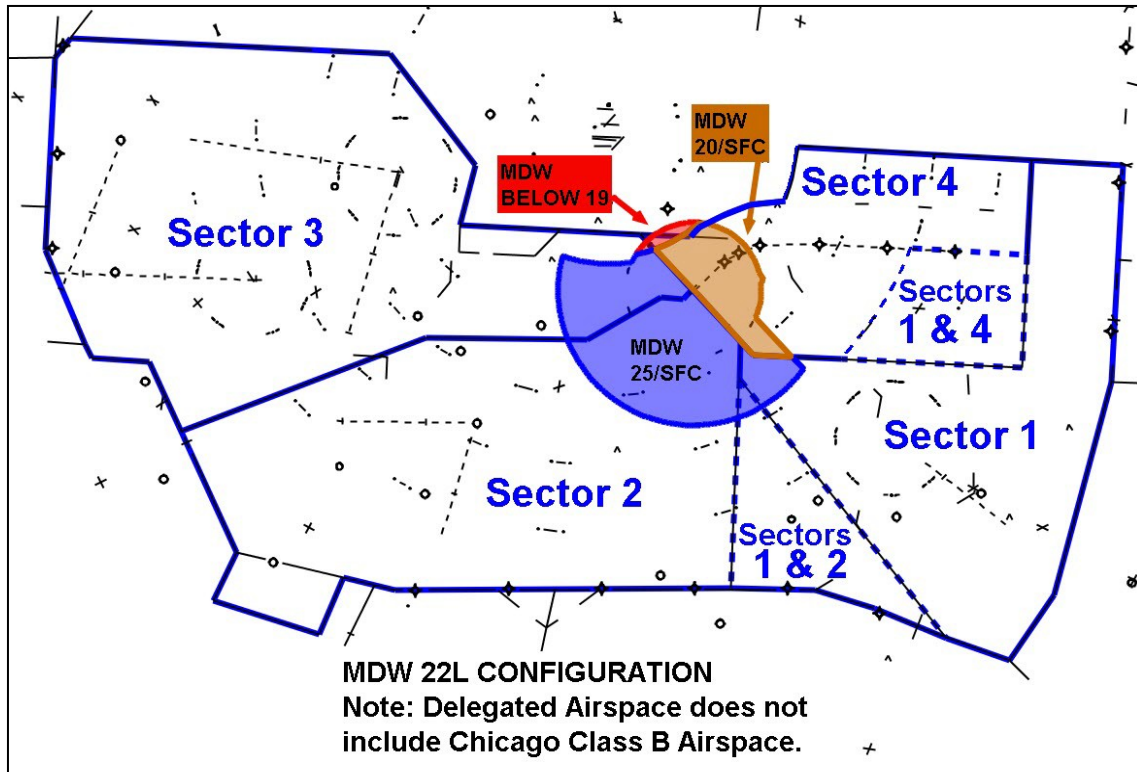 MDW
20/SFC
MDW
BELOW 19
Sector 4
Sector 3
Sectors
1 & 4
MDW
25/SFC
Sector 1
Sector 2
Sectors
1 & 2
MDW 22L CONFIGURATION
Note: Delegated Airspace does not
include Chicago Class B Airspace.